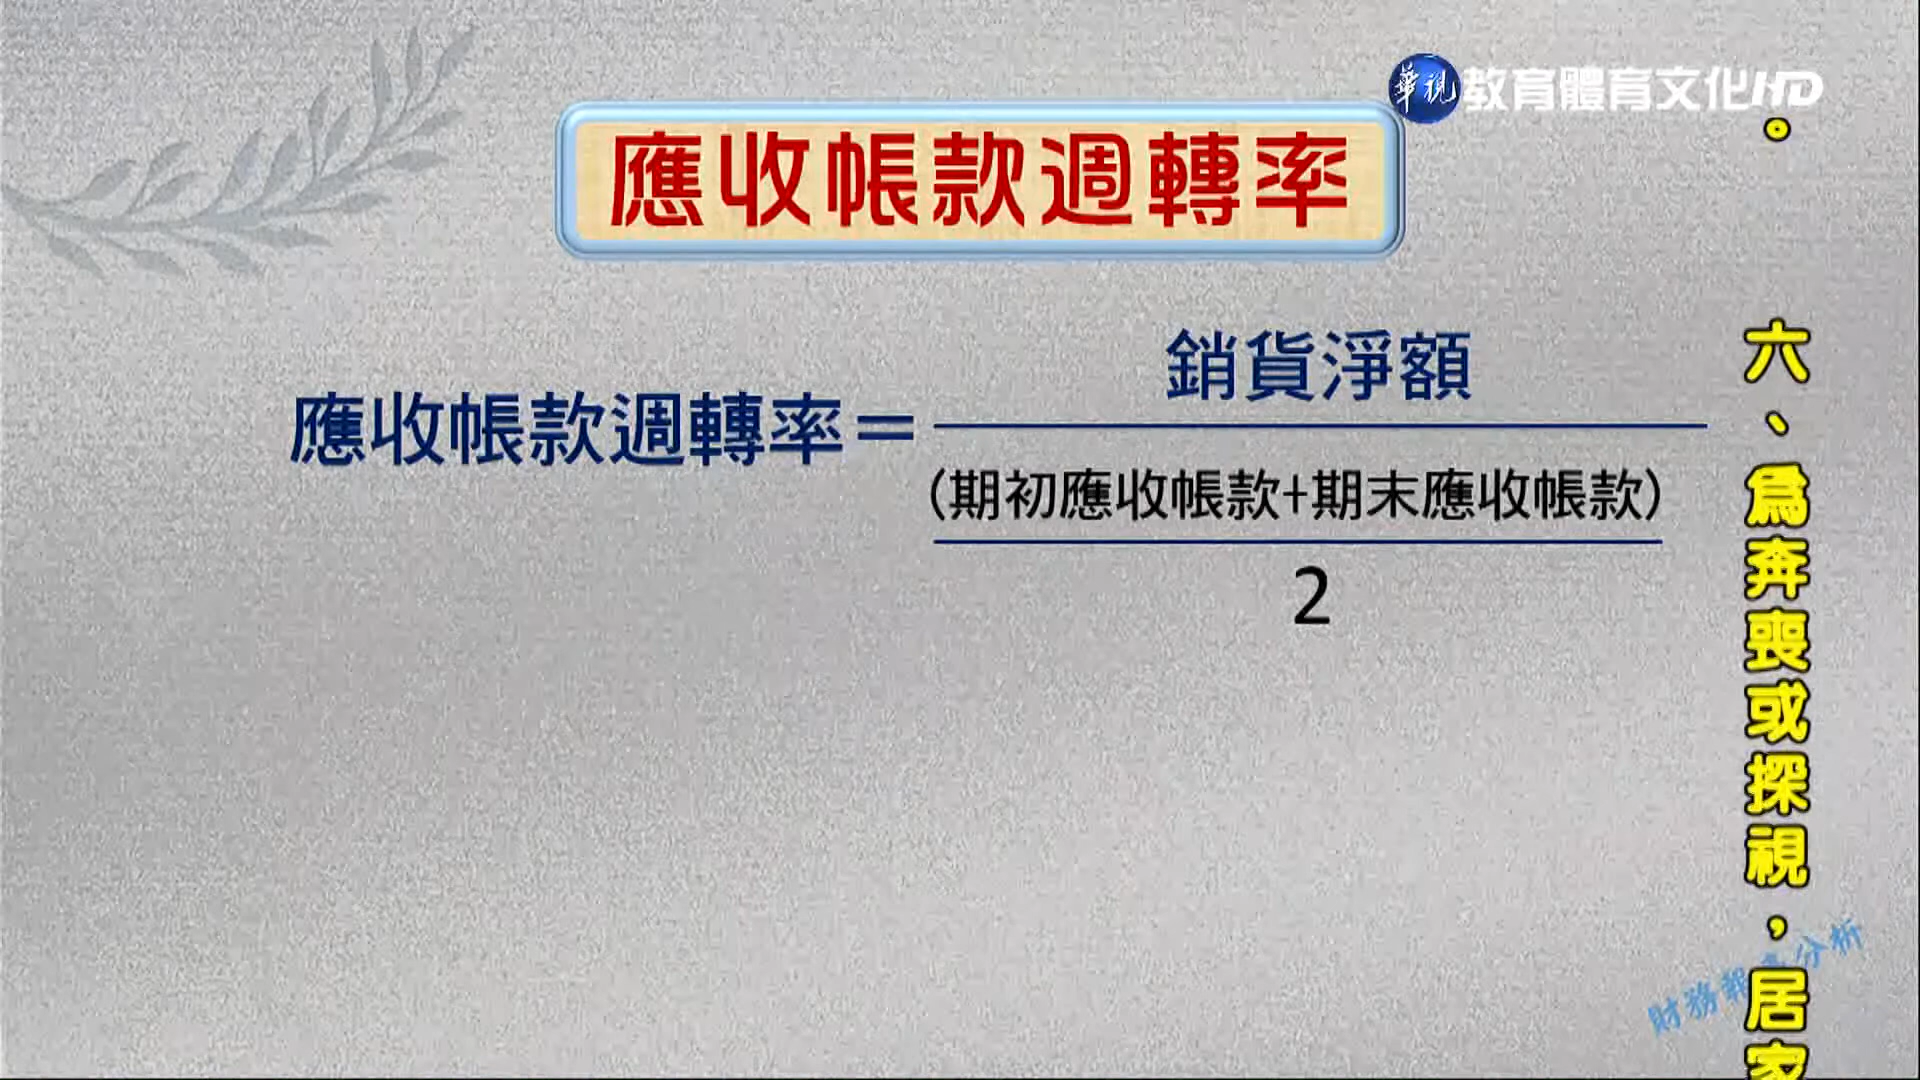 華視 教育體育文化HD
應收帳款週轉率
銷貨淨額
應收帳款週轉率＝
(期初應收帳款+期末應收帳款)
2
。六、為奔喪或探視，居家
財務報 分析